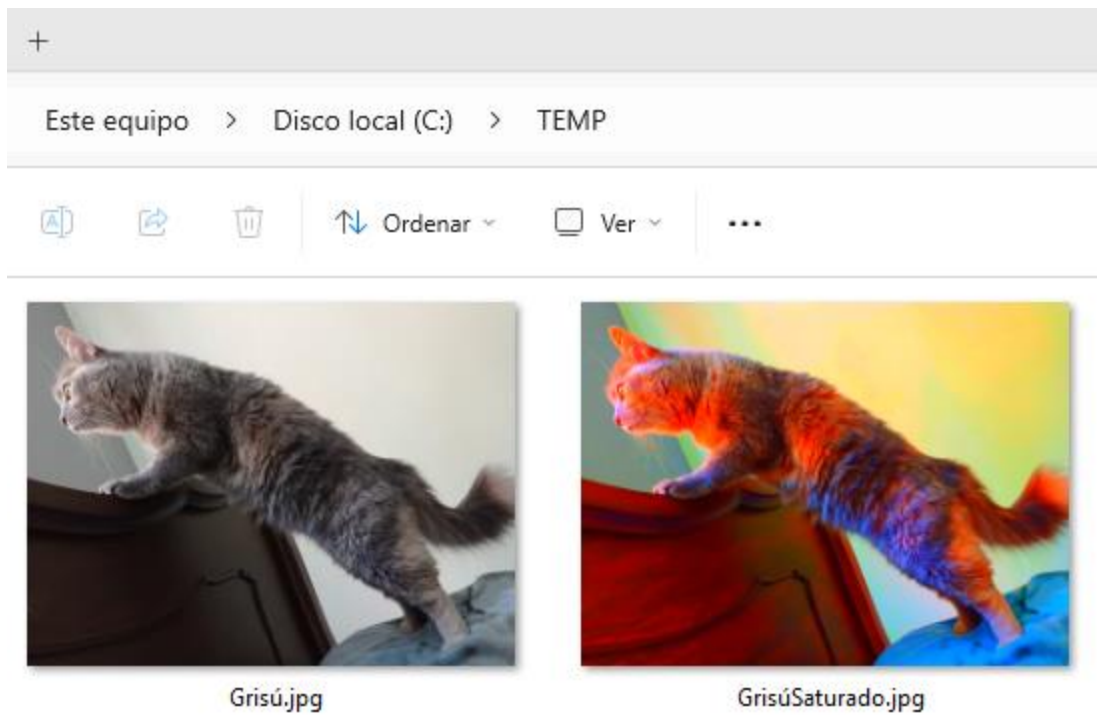 Este equipo > Disco local (C:) > TEMP
Ordenar Ver ...
Grisú.jpg GrisúSaturado.jpg